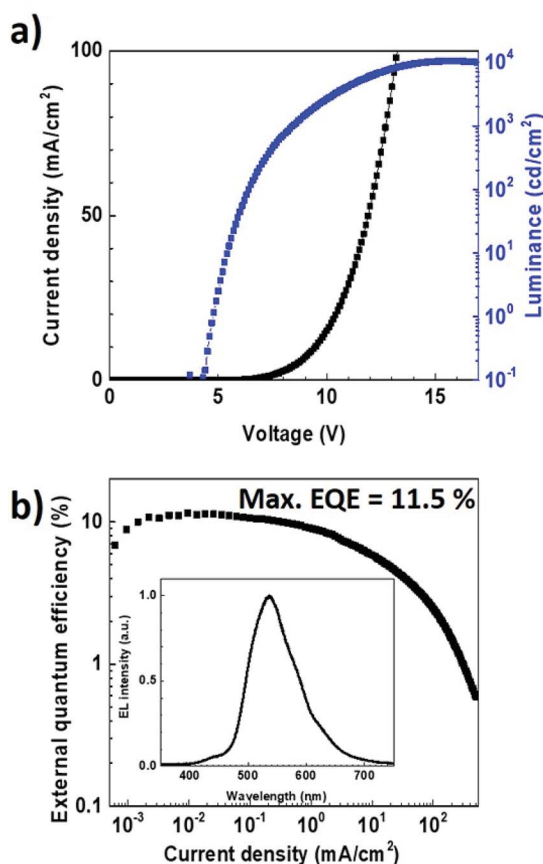 a)
Current density (mA/cm²)
100
50
0
0 5 10 15
Voltage (V)
10⁴
10³
10²
10¹
10⁰
10⁻¹
Luminance (cd/cm²)
b)
Max. EQE = 11.5 %
External quantum efficiency (%)
10
1
0.1
10⁻³ 10⁻² 10⁻¹ 10⁰ 10¹ 10²
Current density (mA/cm²)
EL intensity (a.u.)
1.0
0.5
0.0
400 500 600 700
Wavelength (nm)